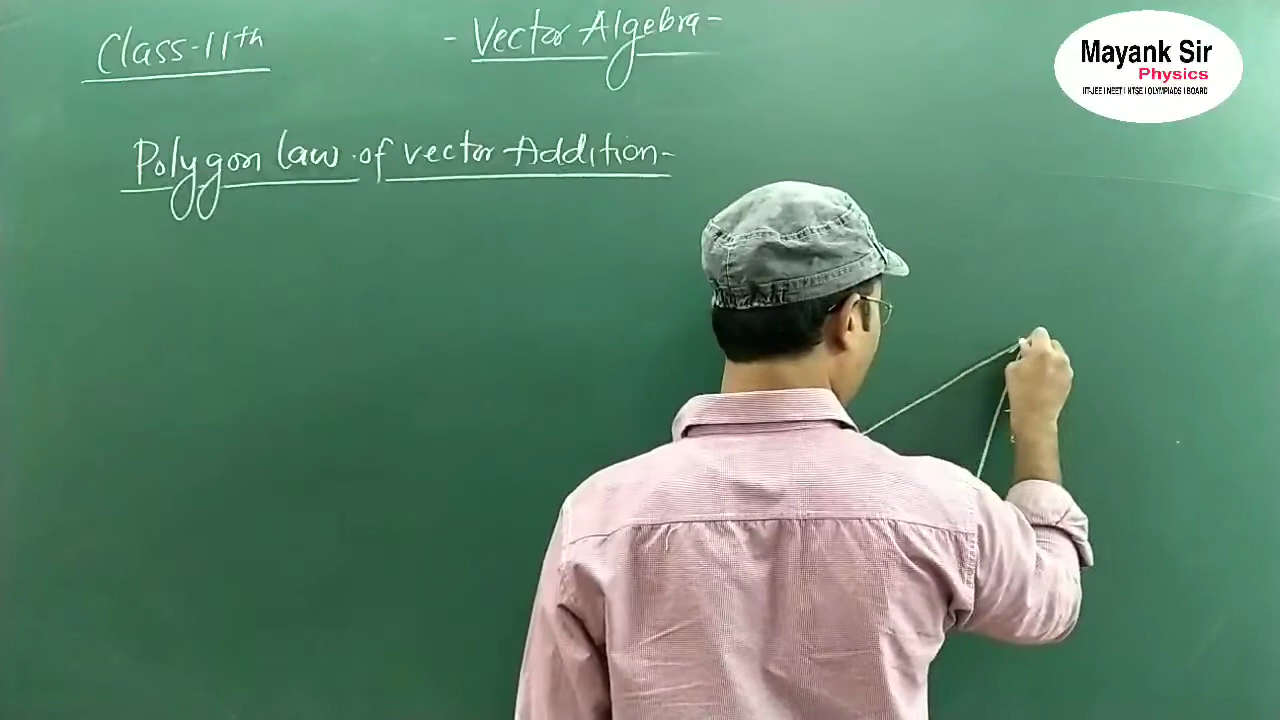 Class-11th
- Vector Algebra -
Mayank Sir
Physics
IIT-JEE | NEET | NTSE | OLYMPIADS | BOARD
Polygon law of vector Addition-